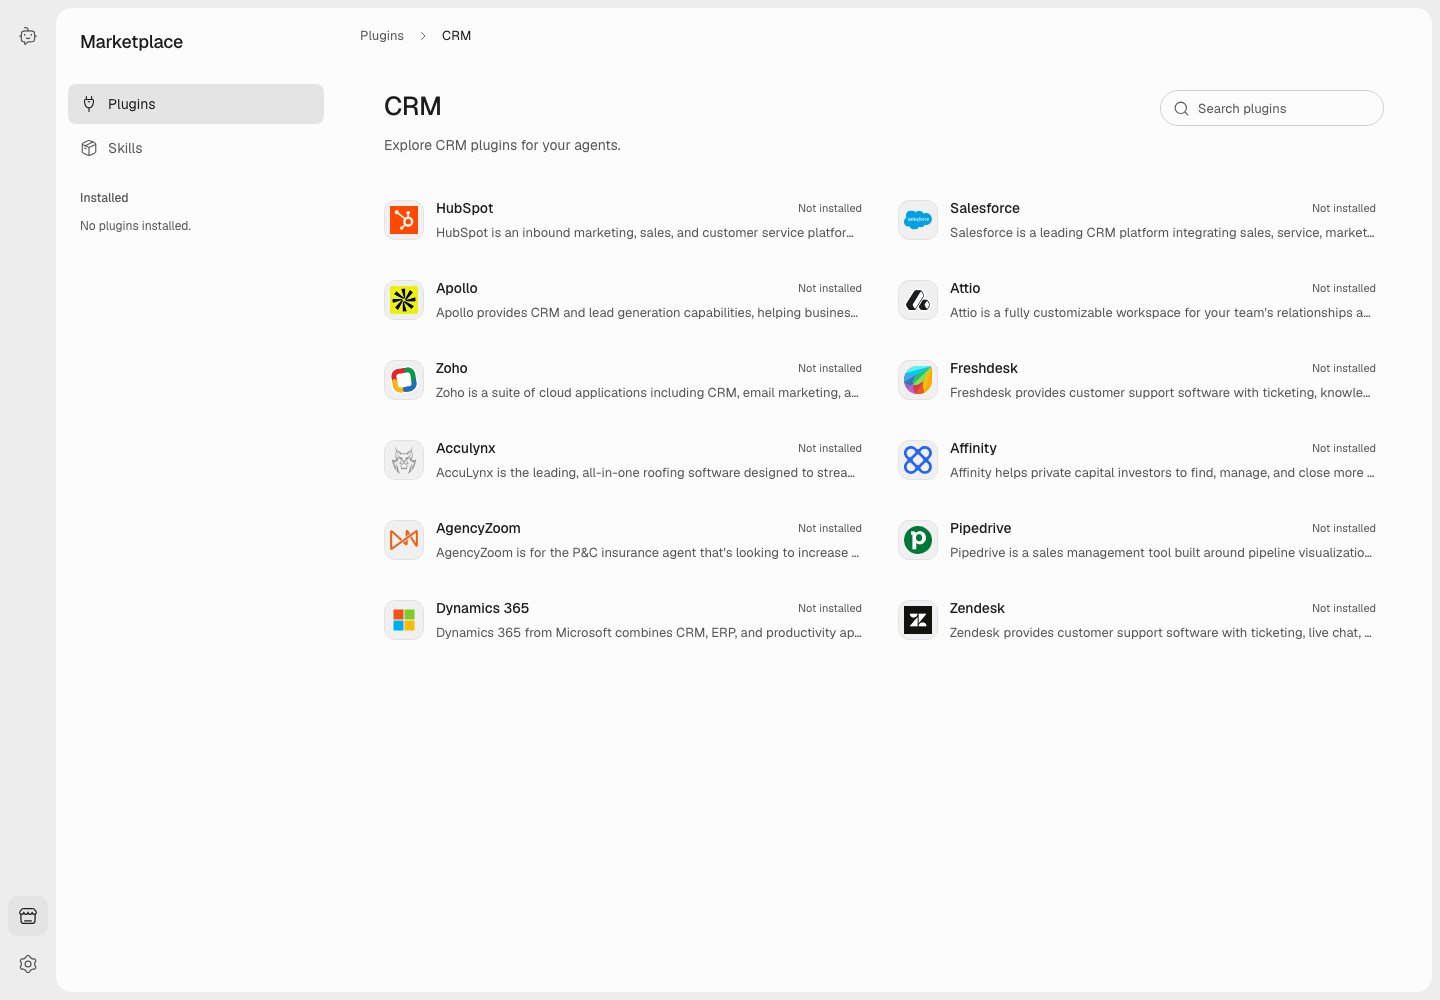 Marketplace
Plugins
Skills
Installed
No plugins installed.
Plugins
CRM
CRM
Search plugins
Explore CRM plugins for your agents.
HubSpot
Not installed
HubSpot is an inbound marketing, sales, and customer service platfor...
Salesforce
Not installed
salesforce
Salesforce is a leading CRM platform integrating sales, service, market...
Apollo
Not installed
Apollo provides CRM and lead generation capabilities, helping busines...
Attio
Not installed
Attio is a fully customizable workspace for your team's relationships a...
Zoho
Not installed
Zoho is a suite of cloud applications including CRM, email marketing, a...
Freshdesk
Not installed
Freshdesk provides customer support software with ticketing, knowle...
Acculynx
Not installed
AccuLynx is the leading, all-in-one roofing software designed to strea...
Affinity
Not installed
Affinity helps private capital investors to find, manage, and close more ...
AgencyZoom
Not installed
AgencyZoom is for the P&C insurance agent that's looking to increase ...
Pipedrive
Not installed
Pipedrive is a sales management tool built around pipeline visualizatio...
Dynamics 365
Not installed
Dynamics 365 from Microsoft combines CRM, ERP, and productivity ap...
Zendesk
Not installed
Zendesk provides customer support software with ticketing, live chat, ...